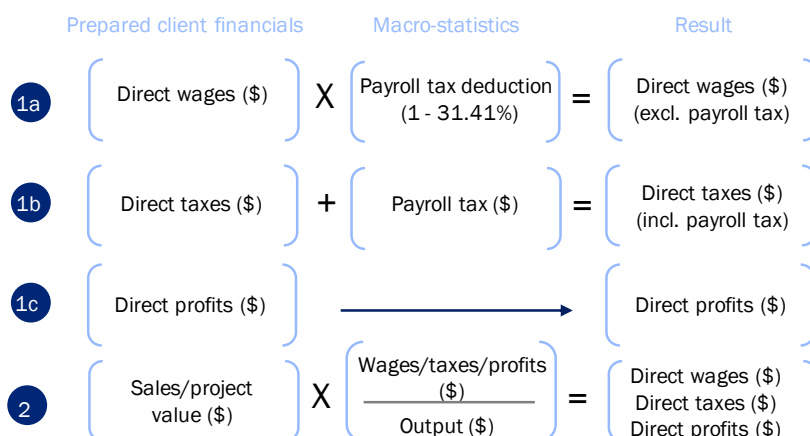 Prepared client financials Macro-statistics Result
1a Direct wages ($) X Payroll tax deduction (1 - 31.41%) = Direct wages ($) (excl. payroll tax)
1b Direct taxes ($) + Payroll tax ($) = Direct taxes ($) (incl. payroll tax)
1c Direct profits ($) Direct profits ($)
2 Sales/project value ($) X Wages/taxes/profits ($) Output ($) = Direct wages ($) Direct taxes ($) Direct profits ($)